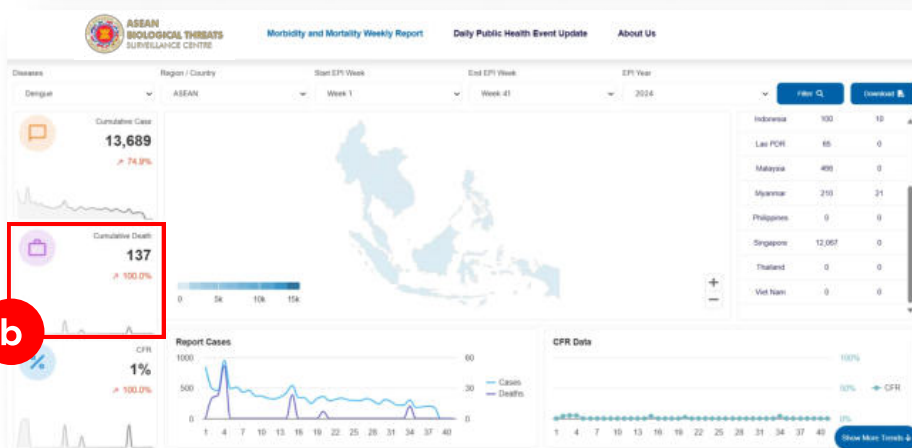 ASEAN
BIOLOGICAL THREATS
SURVEILLANCE CENTRE
Morbidity and Mortality Weekly Report
Daily Public Health Event Update
About Us
Diseases
Region / Country
Start EPI Week
End EPI Week
EPI Year
Dengue
ASEAN
Week 1
Week 41
2024
Filter
Download
Cumulative Case
13,689
74.9%
Cumulative Death
137
100.0%
b
CFR
1%
100.0%
0 5k 10k 15k
+
−
Indonesia 100 10
Lao PDR 65 0
Malaysia 466 0
Myanmar 210 21
Philippines 0 0
Singapore 12,067 0
Thailand 0 0
Viet Nam 0 0
Report Cases
1000
500
0
60
30
0
Cases
Deaths
1 4 7 10 13 16 19 22 25 28 31 34 37 40
CFR Data
100%
50%
0%
CFR
1 4 7 10 13 16 19 22 25 28 31 34 37 40
Show More Trends